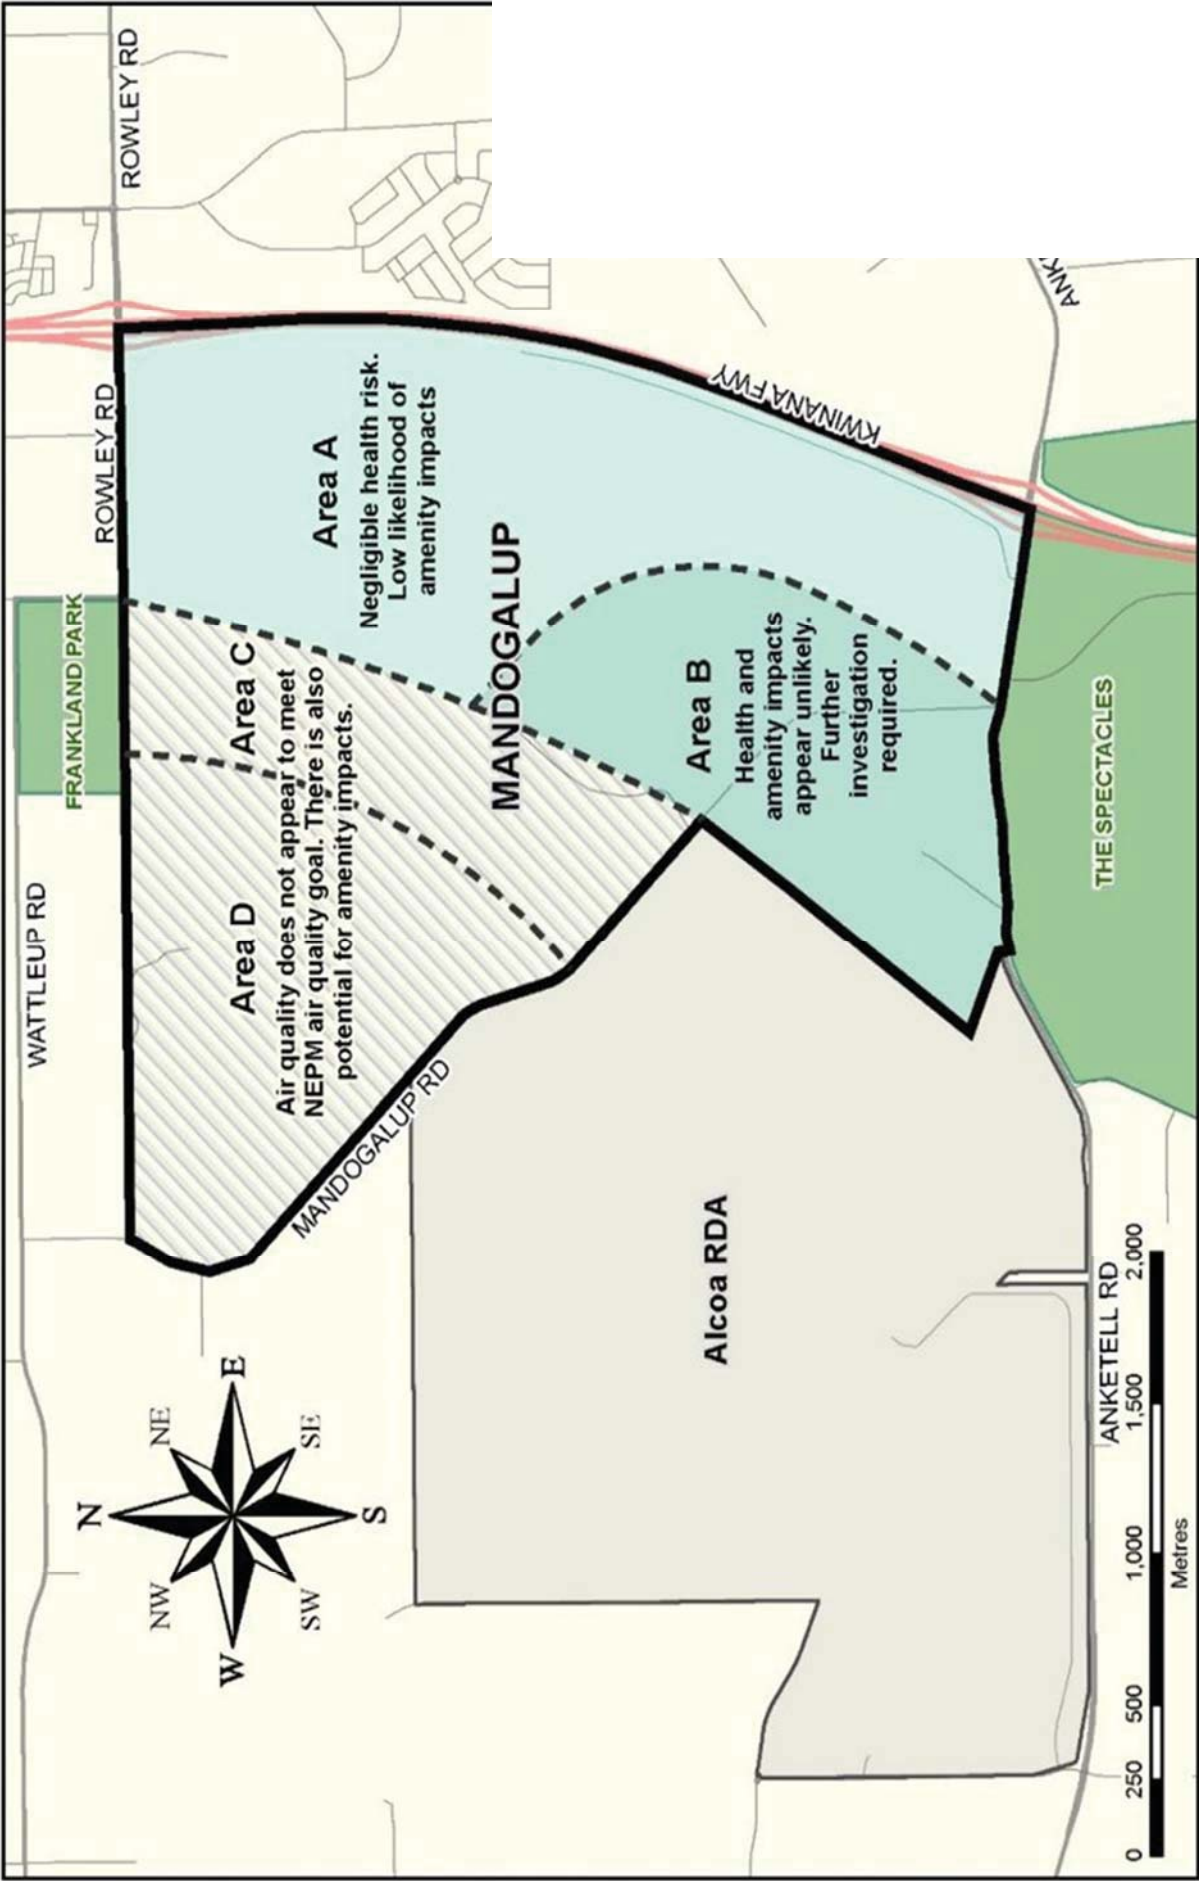 WATTLEUP RD
FRANKLAND PARK
ROWLEY RD
ROWLEY RD
N
NE
E
SE
S
SW
W
NW
Area D
Area C
Air quality does not appear to meet
NEPM air quality goal. There is also
potential for amenity impacts.
Area A
Negligible health risk.
Low likelihood of
amenity impacts
MANDOGALUP RD
MANDOGALUP
KWINANA FWY
Area B
Health and
amenity impacts
appear unlikely.
Further
investigation
required.
Alcoa RDA
ANK
THE SPECTACLES
ANKETELL RD
0 250 500 1,000 1,500 2,000
Metres